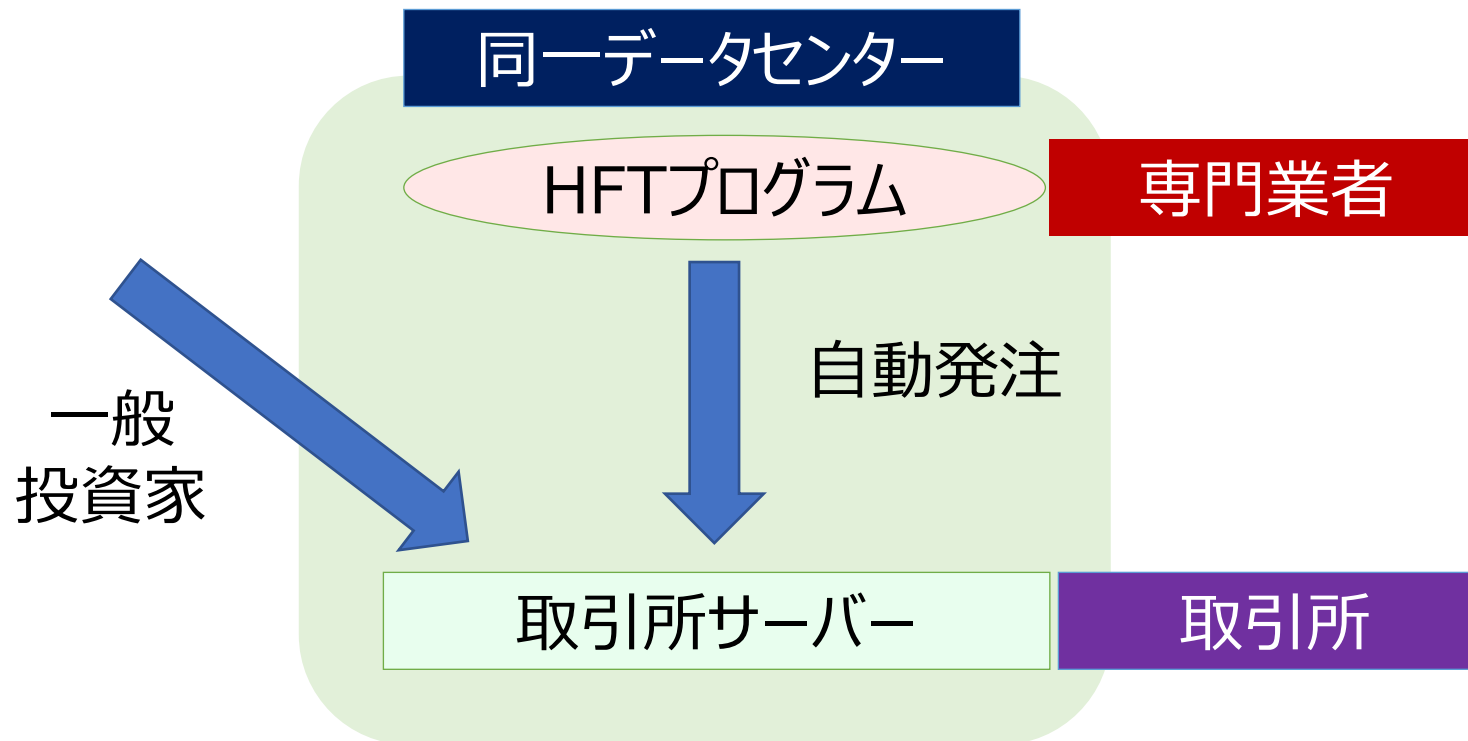 同一データセンター
HFTプログラム
専門業者
自動発注
一般
投資家
取引所サーバー
取引所